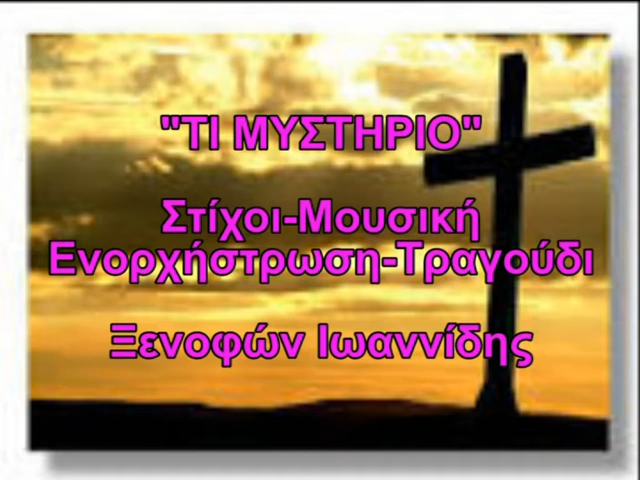 "ΤΙ ΜΥΣΤΗΡΙΟ"
Στίχοι-Μουσική
Ενορχήστρωση-Τραγούδι
Ξενοφών Ιωαννίδης